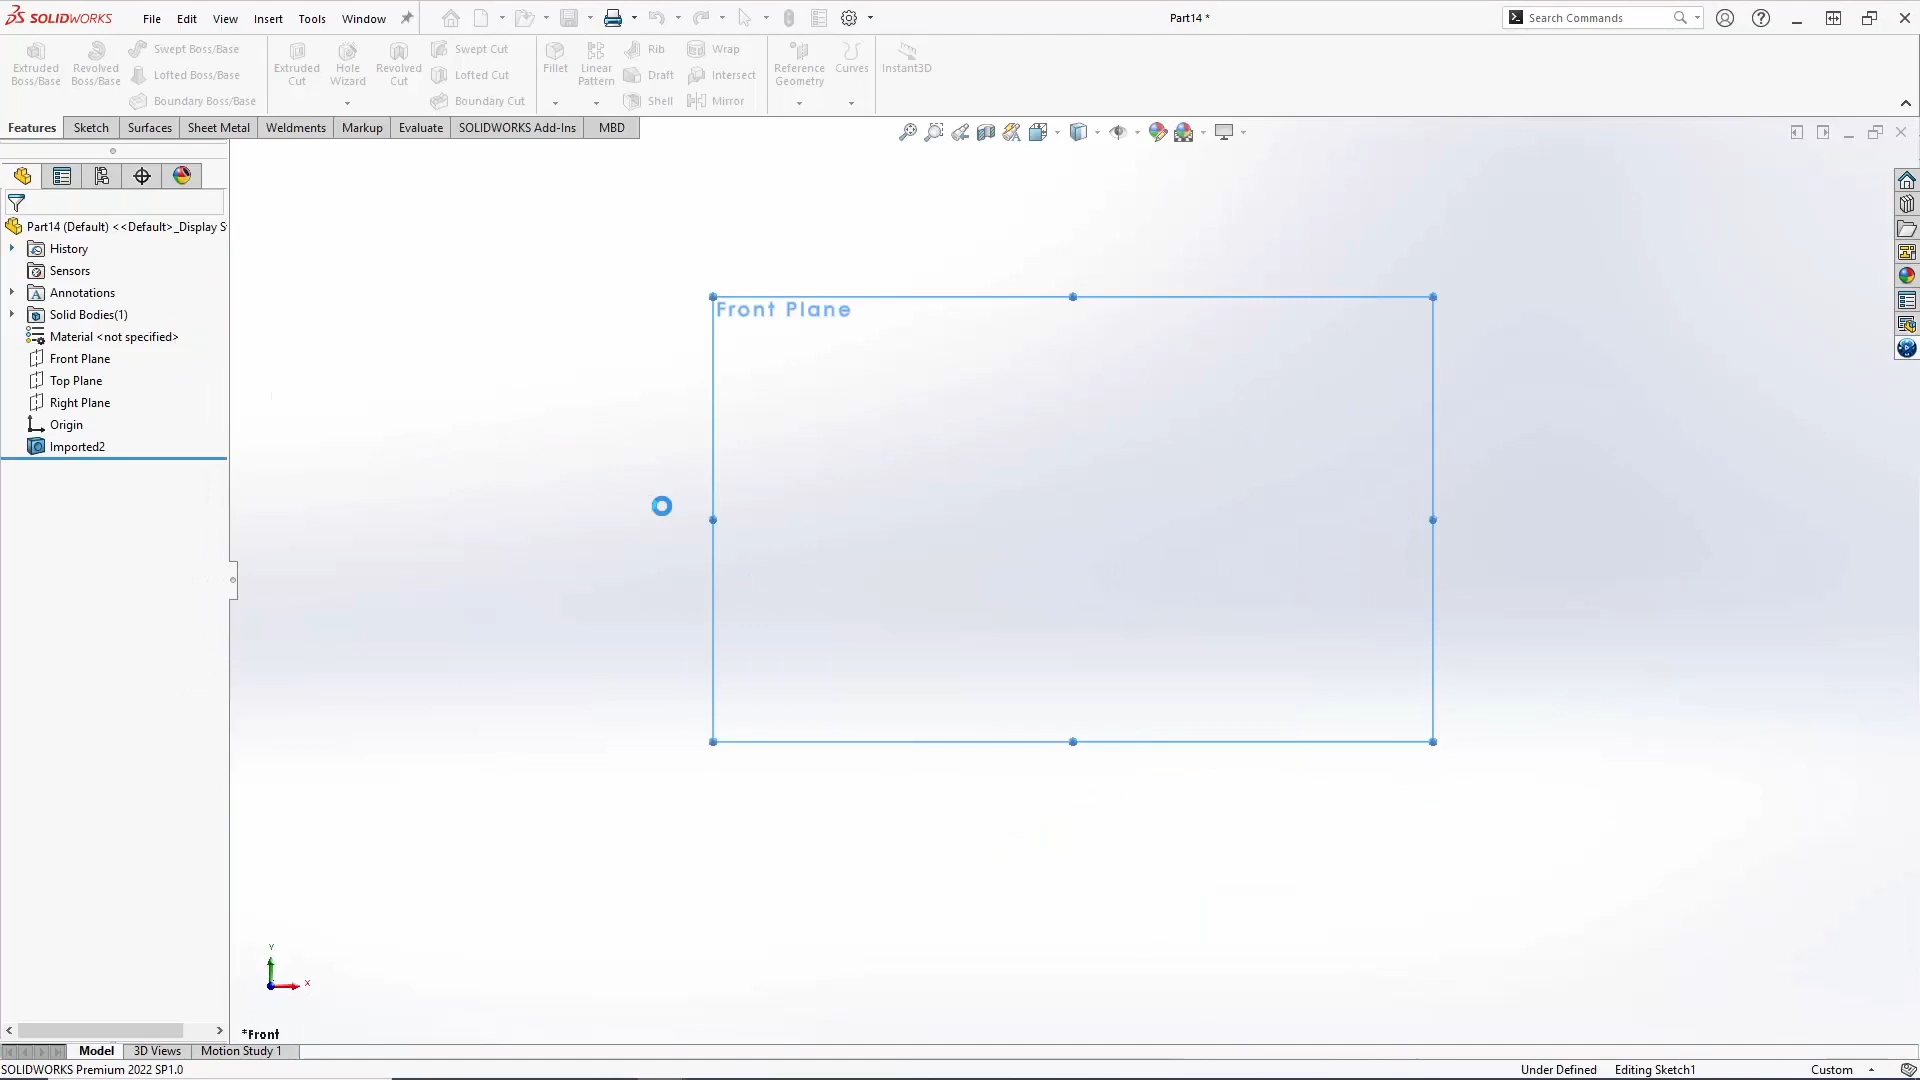 SOLIDWORKS File Edit View Insert Tools Window Part14 * Search Commands
Extruded Boss/Base
Revolved Boss/Base
Swept Boss/Base
Lofted Boss/Base
Boundary Boss/Base
Extruded Cut
Hole Wizard
Revolved Cut
Swept Cut
Lofted Cut
Boundary Cut
Fillet
Linear Pattern
Rib
Draft
Shell
Wrap
Intersect
Mirror
Reference Geometry
Curves
Instant3D
Features Sketch Surfaces Sheet Metal Weldments Markup Evaluate SOLIDWORKS Add-Ins MBD
Part14 (Default) <<Default>_Display S
History
Sensors
Annotations
Solid Bodies(1)
Material <not specified>
Front Plane
Top Plane
Right Plane
Origin
Imported2
Front Plane
Y
X
*Front
Model 3D Views Motion Study 1
SOLIDWORKS Premium 2022 SP1.0 Under Defined Editing Sketch1 Custom